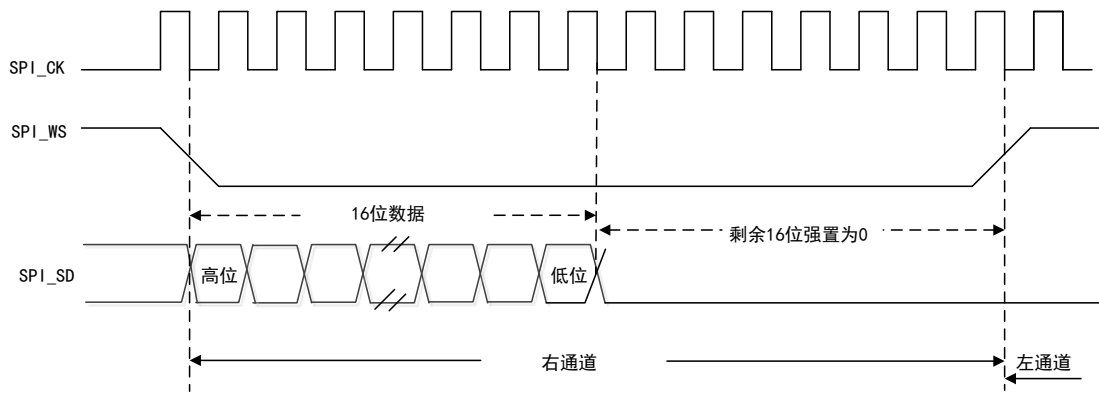 SPI_CK
SPI_WS
16位数据
剩余16位强置为0
SPI_SD
高位
低位
右通道
左通道